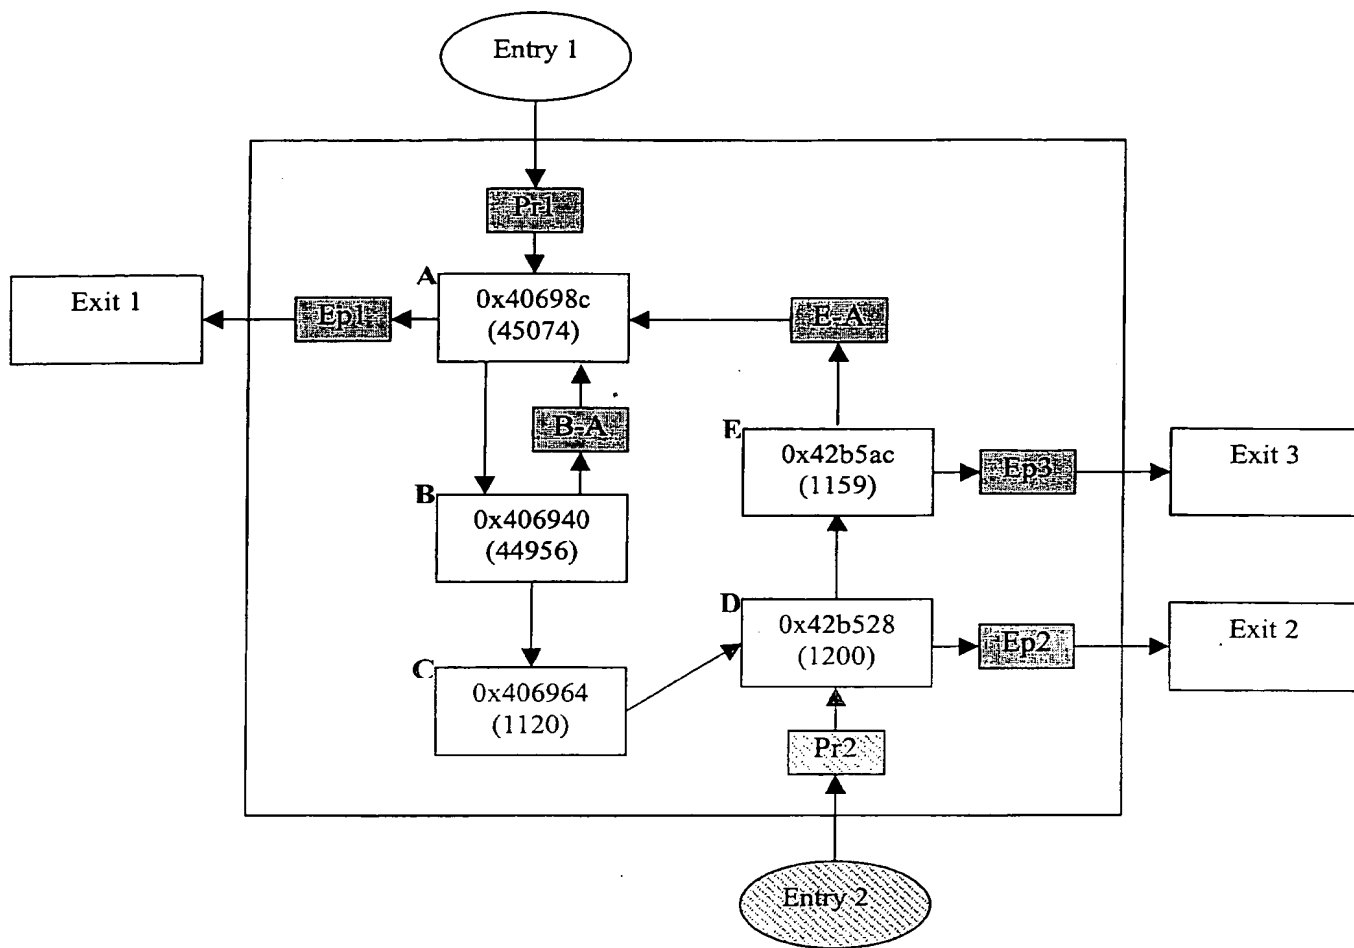 Entry 1
Pr1
A
0x40698c
(45074)
Exit 1
Ep1
E-A
B-A
E
0x42b5ac
(1159)
Ep3
Exit 3
B
0x406940
(44956)
D
0x42b528
(1200)
Ep2
Exit 2
C
0x406964
(1120)
Pr2
Entry 2